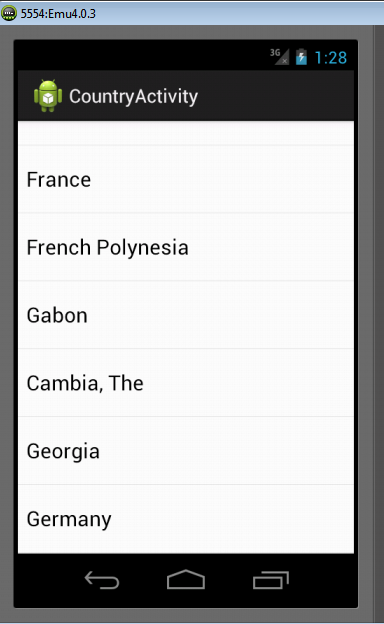 5554:Emu4.0.3
3G
1:28
CountryActivity
France
French Polynesia
Gabon
Cambia, The
Georgia
Germany